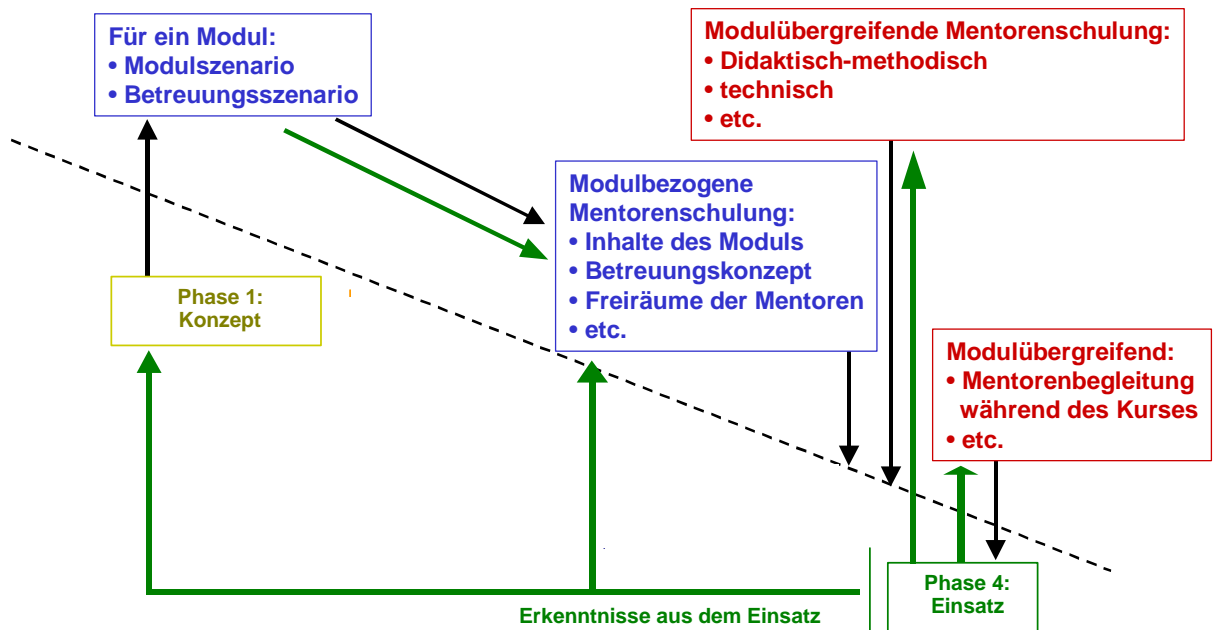 Für ein Modul:
• Modulszenario
• Betreuungsszenario
Modulübergreifende Mentorenschulung:
• Didaktisch-methodisch
• technisch
• etc.
Modulbezogene
Mentorenschulung:
• Inhalte des Moduls
• Betreuungskonzept
• Freiräume der Mentoren
• etc.
Phase 1:
Konzept
Modulübergreifend:
• Mentorenbegleitung
während des Kurses
• etc.
Phase 4:
Einsatz
Erkenntnisse aus dem Einsatz